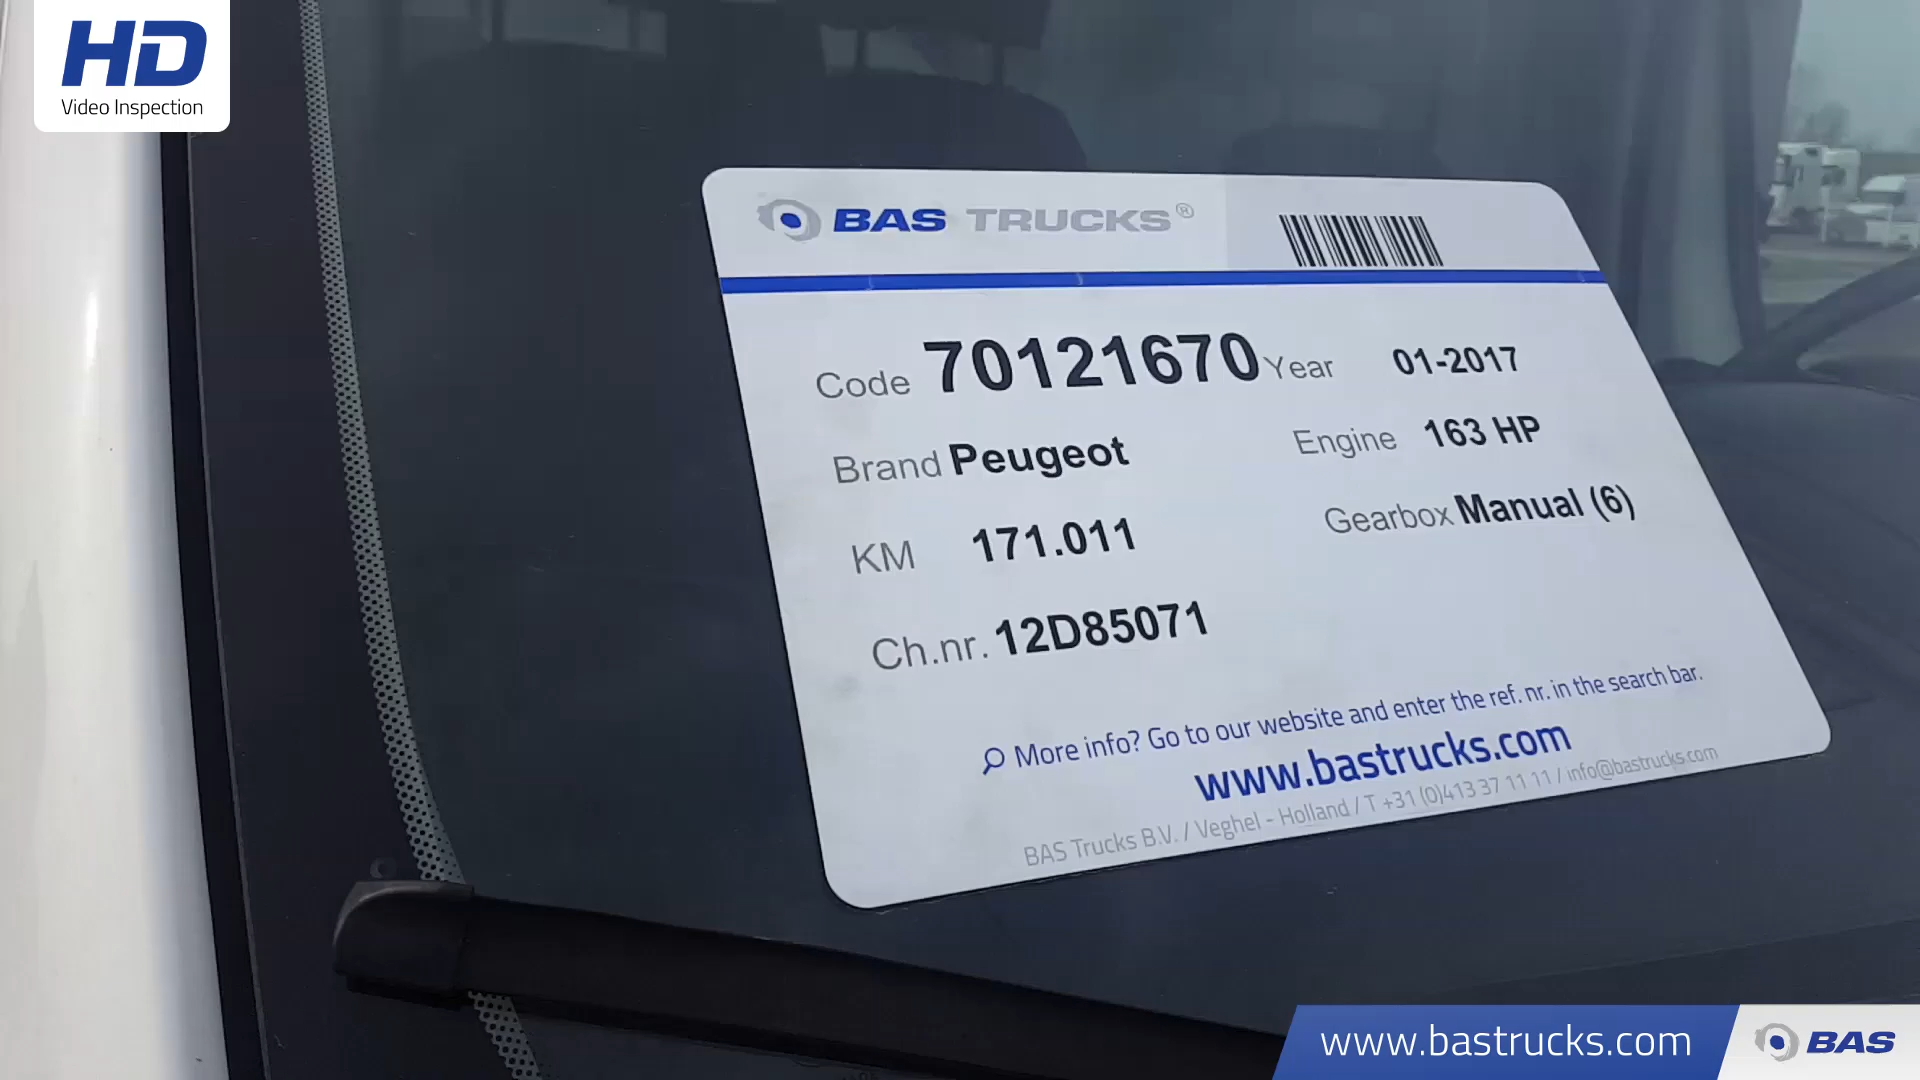 HD
Video Inspection
BAS TRUCKS®
Code 70121670 Year 01-2017
Brand Peugeot Engine 163 HP
KM 171.011 Gearbox Manual (6)
Ch.nr. 12D85071
More info? Go to our website and enter the ref. nr. in the search bar.
www.bastrucks.com
BAS Trucks B.V. / Veghel - Holland / T +31 (0)413 37 11 11 / info@bastrucks.com
www.bastrucks.com BAS